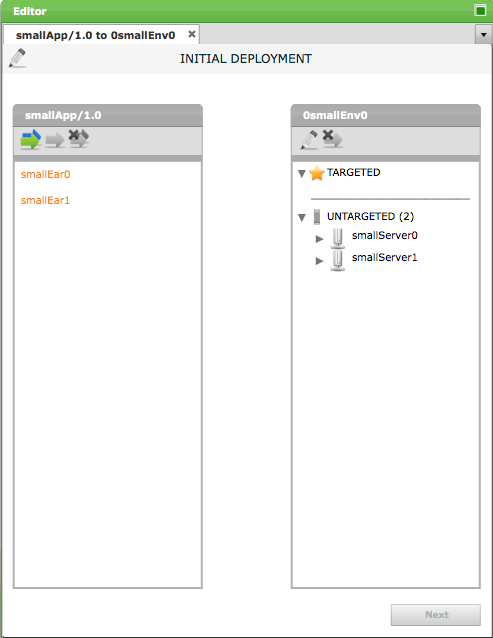 Editor
smallApp/1.0 to 0smallEnv0
INITIAL DEPLOYMENT
smallApp/1.0
smallEar0
smallEar1
0smallEnv0
TARGETED
UNTARGETED (2)
smallServer0
smallServer1
Next